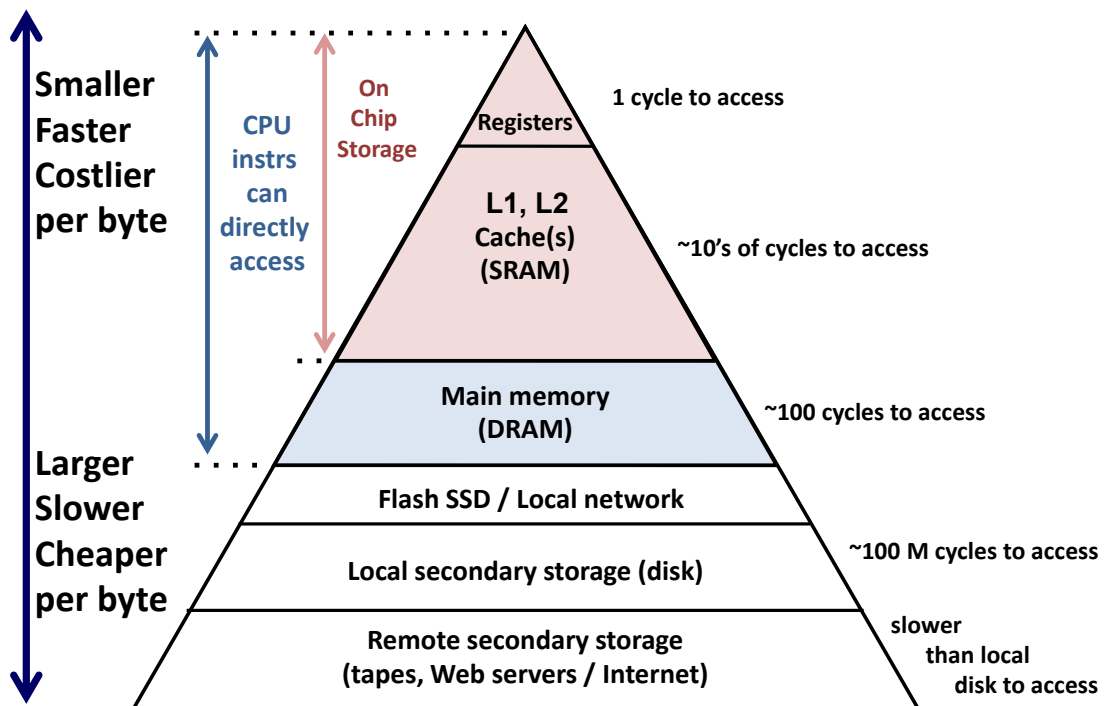 Smaller
Faster
Costlier
per byte
CPU
instrs
can
directly
access
On
Chip
Storage
Registers
1 cycle to access
L1, L2
Cache(s)
(SRAM)
~10’s of cycles to access
Main memory
(DRAM)
~100 cycles to access
Larger
Slower
Cheaper
per byte
Flash SSD / Local network
Local secondary storage (disk)
~100 M cycles to access
Remote secondary storage
(tapes, Web servers / Internet)
slower
than local
disk to access